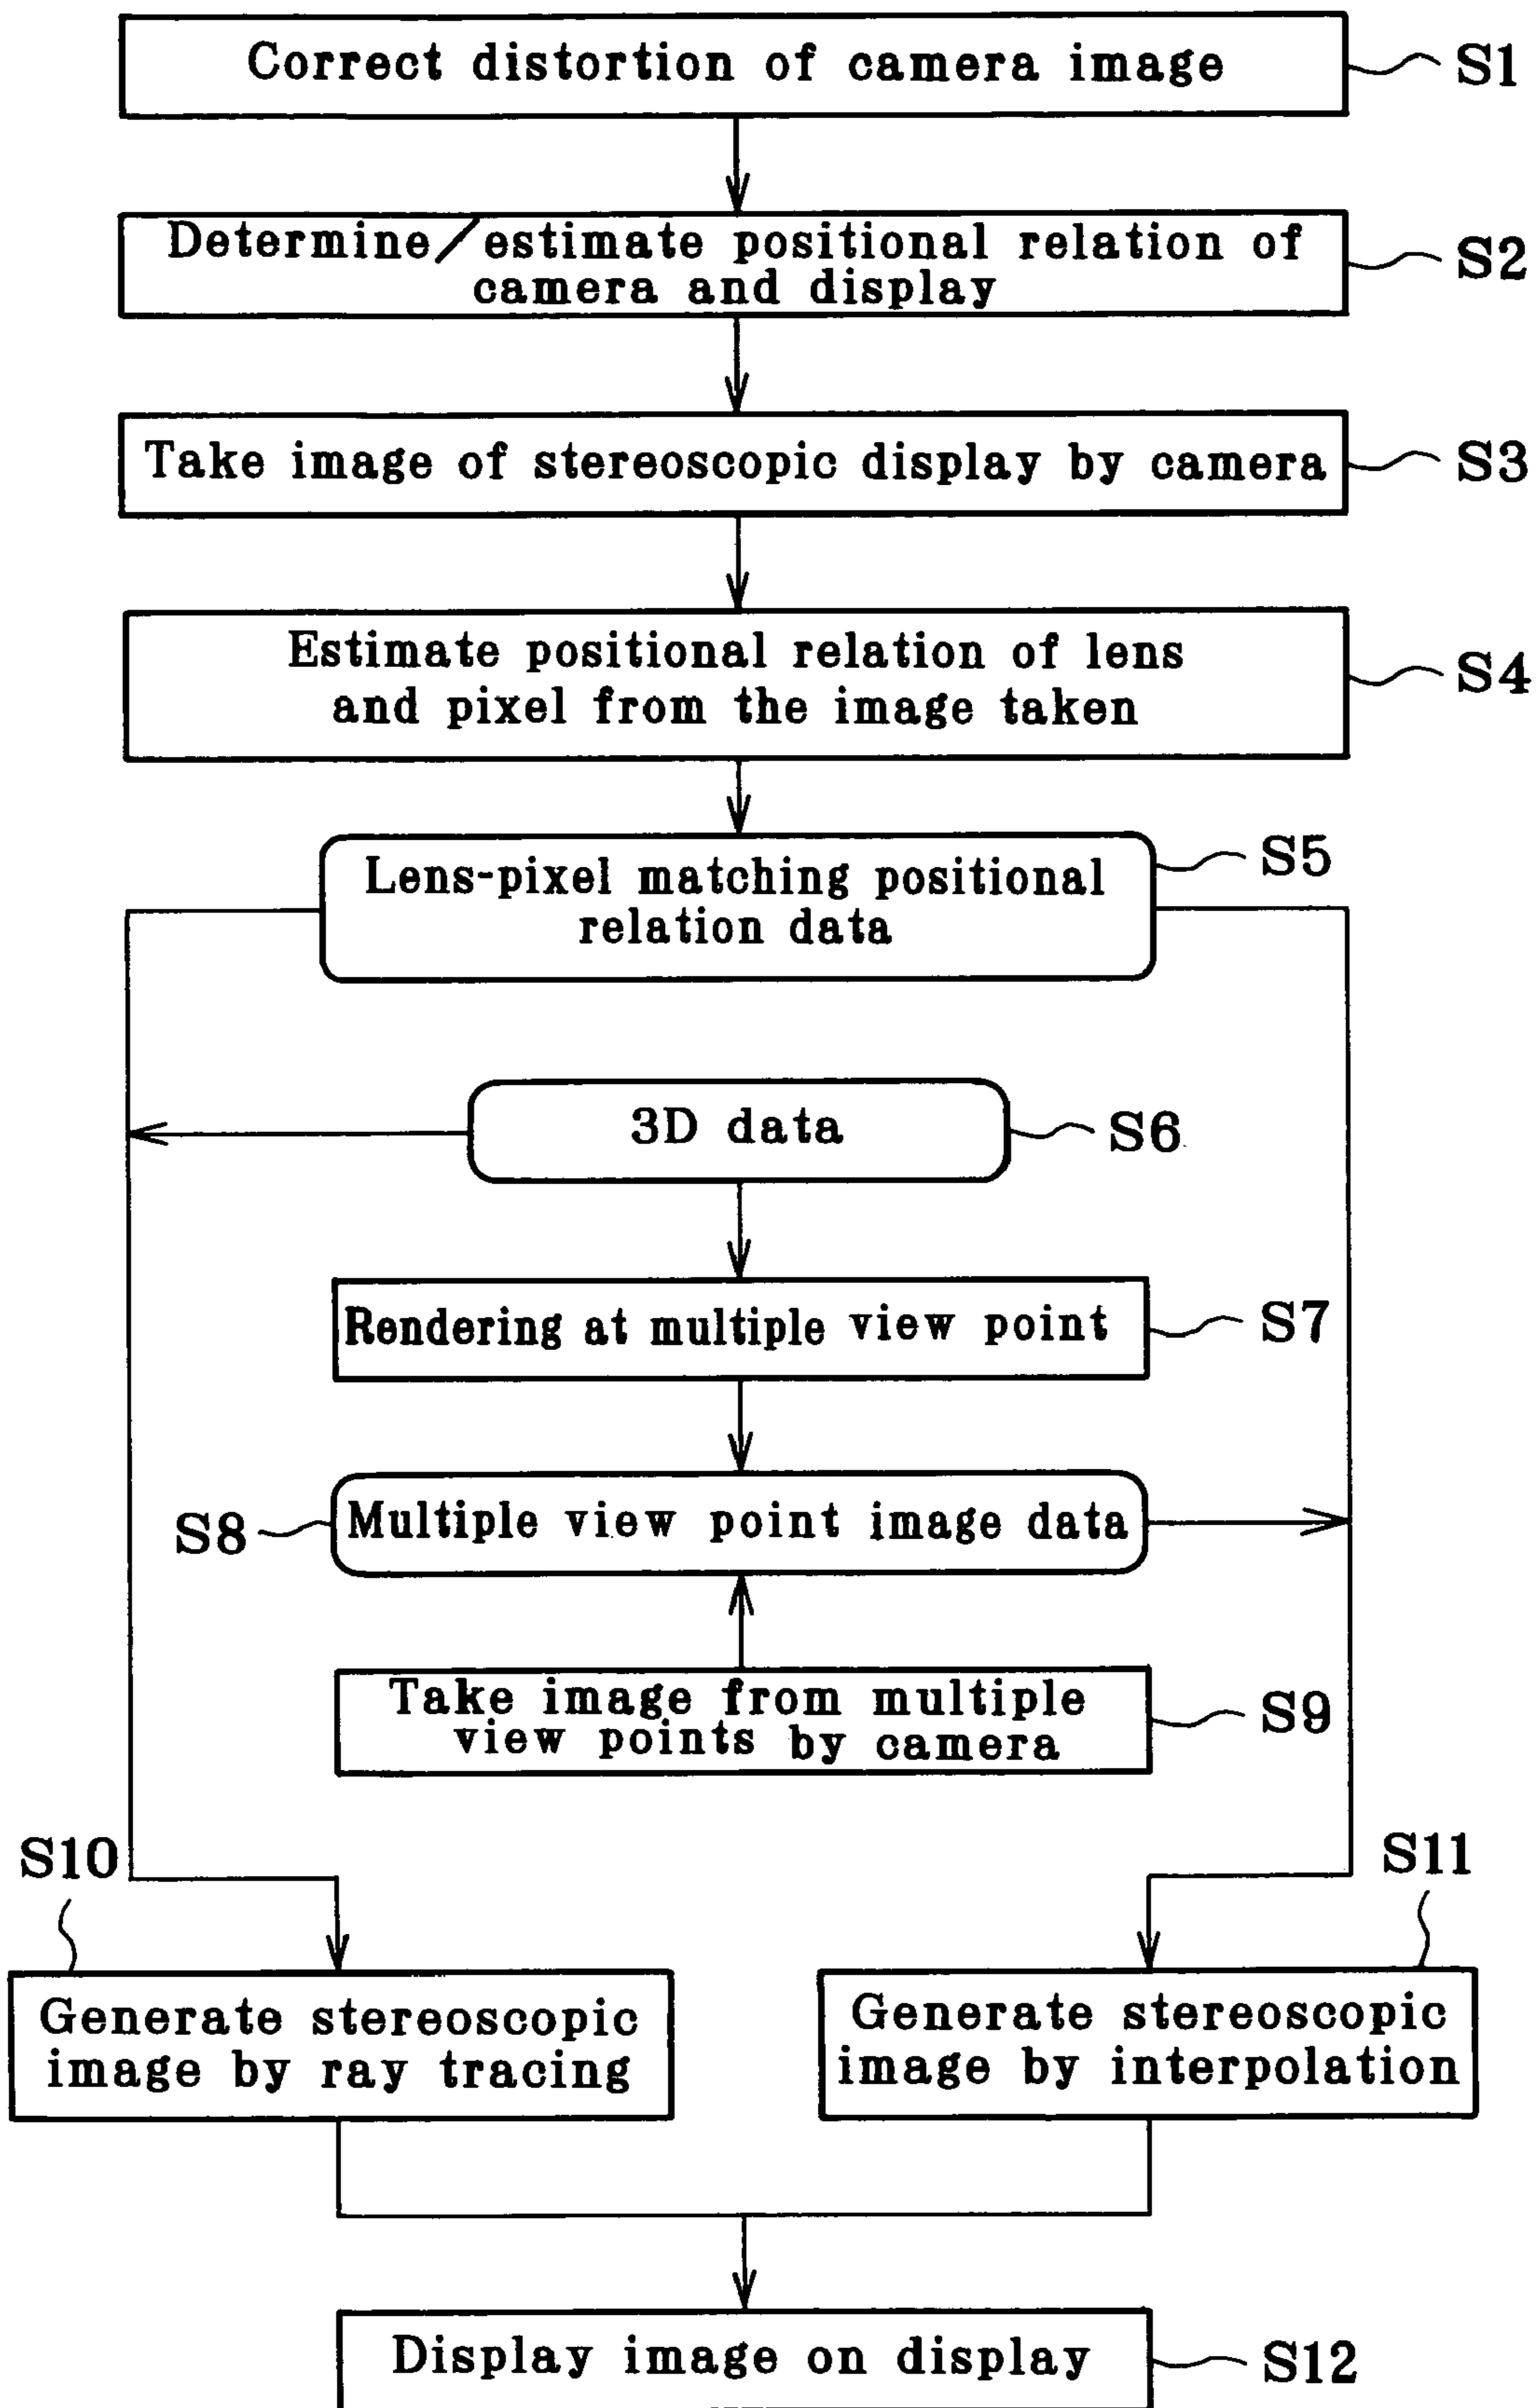 Correct distortion of camera image
S1
Determine/estimate positional relation of
camera and display
S2
Take image of stereoscopic display by camera
S3
Estimate positional relation of lens
and pixel from the image taken
S4
Lens-pixel matching positional
relation data
S5
3D data
S6
Rendering at multiple view point
S7
S8
Multiple view point image data
Take image from multiple
view points by camera
S9
S10
S11
Generate stereoscopic
image by ray tracing
Generate stereoscopic
image by interpolation
Display image on display
S12